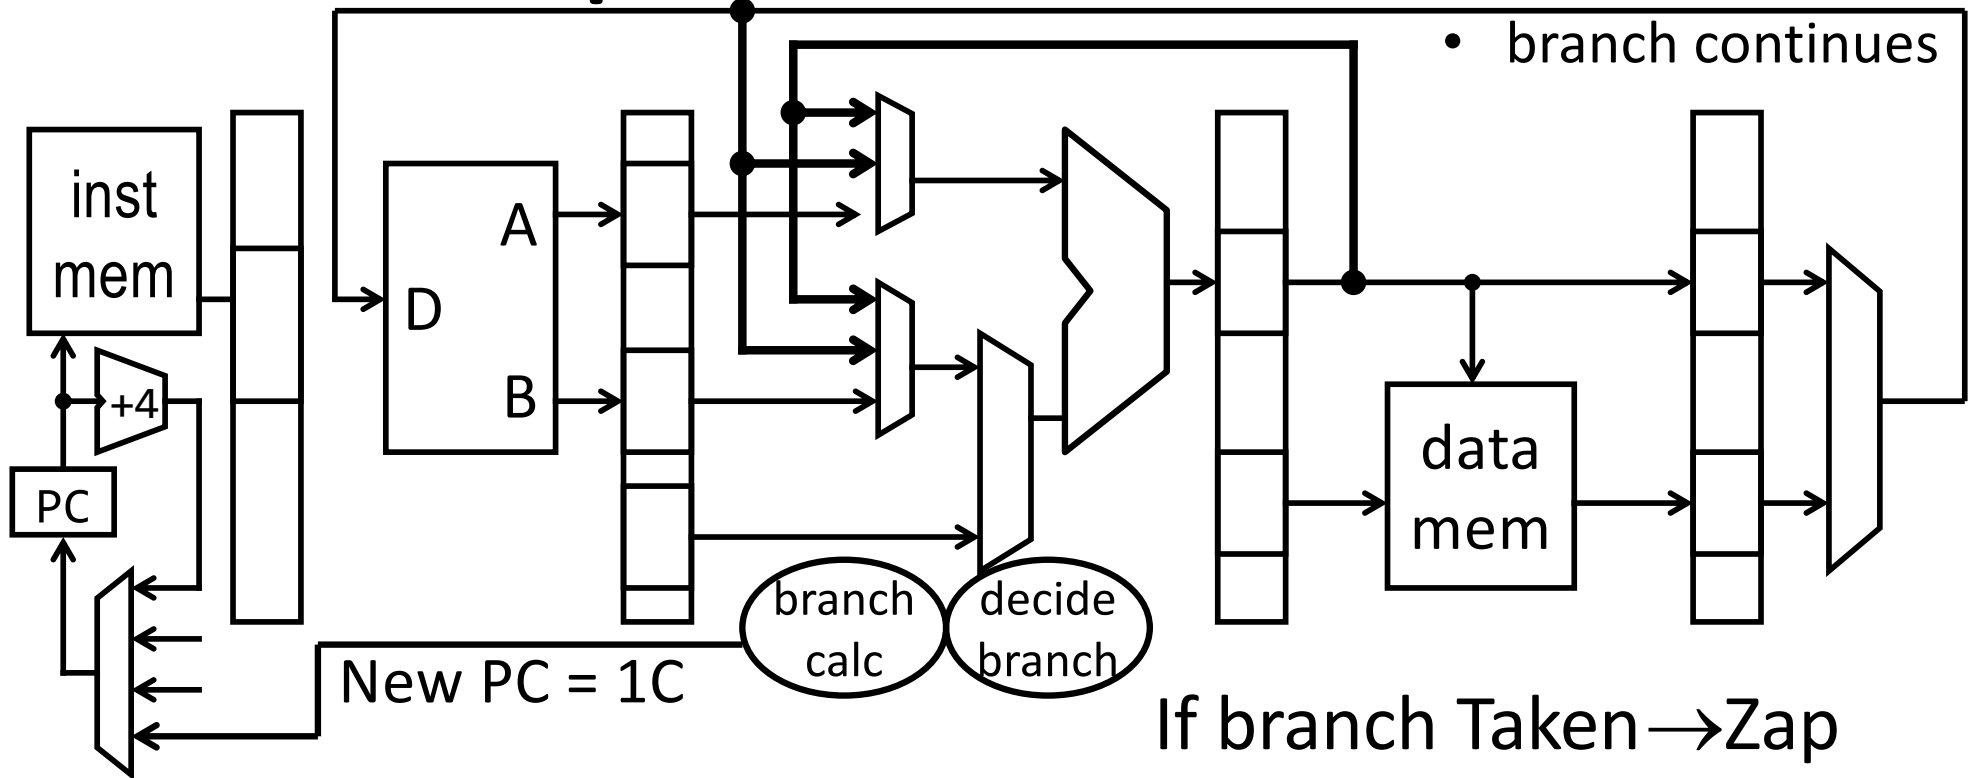 • branch continues
inst
mem
A
D
B
+4
PC
data
mem
branch
calc
decide
branch
New PC = 1C
If branch Taken→Zap